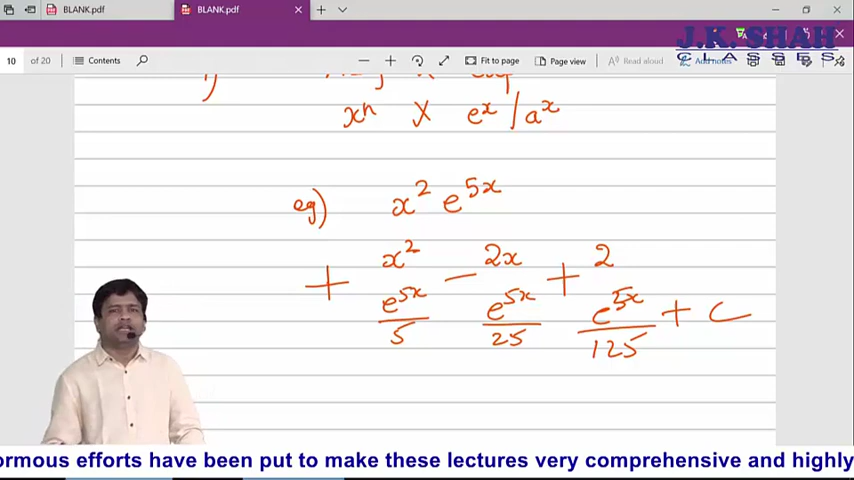 BLANK.pdf
BLANK.pdf
J.K. SHAH
CLASSES
10 of 20
Contents
Fit to page
Page view
Read aloud
Add notes
xⁿ X eˣ / aˣ
eg) x² e⁵ˣ
x² 2x 2
+ − +
e⁵ˣ e⁵ˣ e⁵ˣ + C
5 25 125
ormous efforts have been put to make these lectures very comprehensive and highly